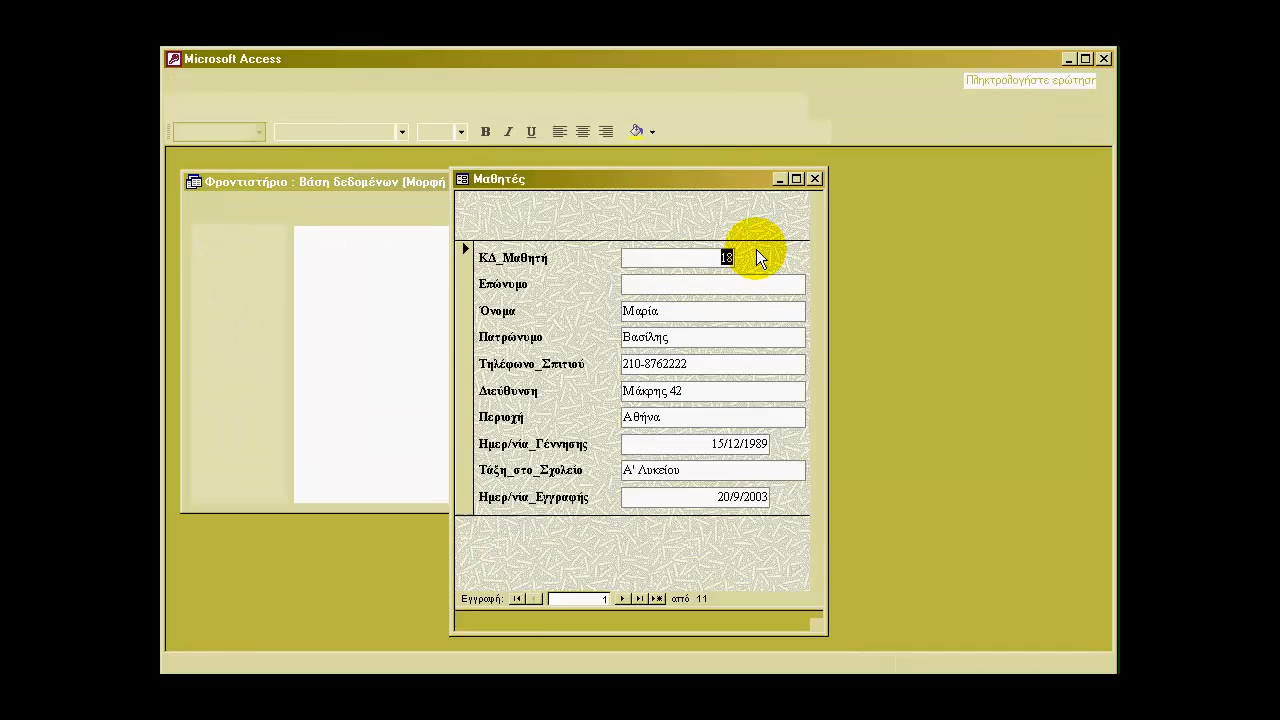 Microsoft Access
Πληκτρολογήστε ερώτηση
B I U
Φροντιστήριο : Βάση δεδομένων (Μορφή
Μαθητές
ΚΔ_Μαθητή 18
Επώνυμο
Όνομα Μαρία
Πατρώνυμο Βασίλης
Τηλέφωνο_Σπιτιού 210-8762222
Διεύθυνση Μάκρης 42
Περιοχή Αθήνα
Ημερ/νία_Γέννησης 15/12/1989
Τάξη_στο_Σχολείο Α' Λυκείου
Ημερ/νία_Εγγραφής 20/9/2003
Εγγραφή: 1 από 11